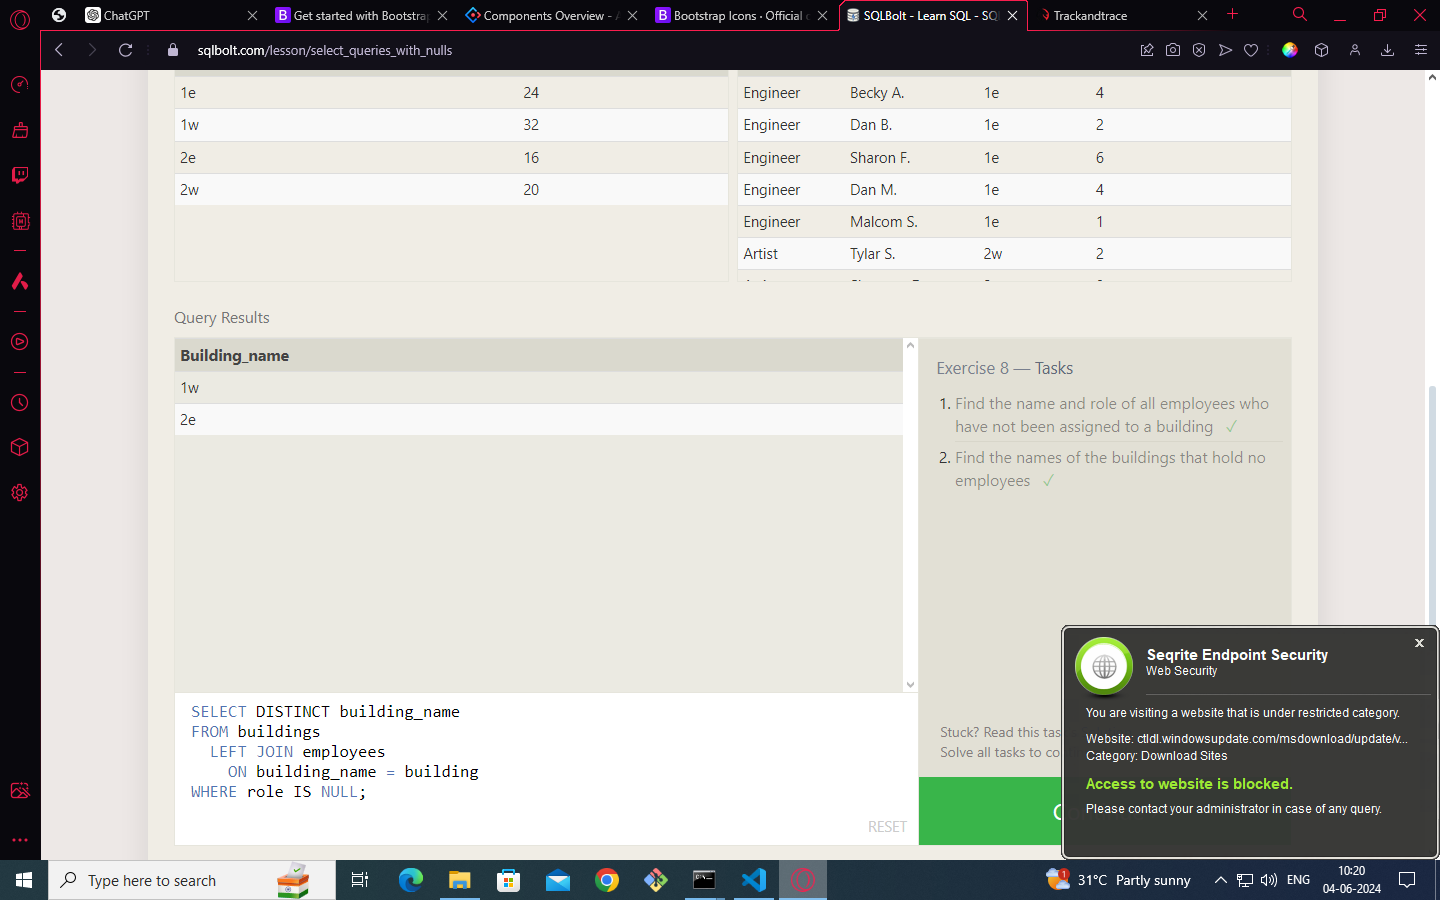 ChatGPT
Get started with Bootstrap
Components Overview - A
Bootstrap Icons · Official
SQLBolt - Learn SQL - SQL
Trackandtrace
sqlbolt.com/lesson/select_queries_with_nulls
1e 24
1w 32
2e 16
2w 20
Engineer Becky A. 1e 4
Engineer Dan B. 1e 2
Engineer Sharon F. 1e 6
Engineer Dan M. 1e 4
Engineer Malcom S. 1e 1
Artist Tylar S. 2w 2
Query Results
Building_name
1w
2e
Exercise 8 — Tasks
1. Find the name and role of all employees who
have not been assigned to a building ✓
2. Find the names of the buildings that hold no
employees ✓
SELECT DISTINCT building_name
FROM buildings
LEFT JOIN employees
ON building_name = building
WHERE role IS NULL;
RESET
Stuck? Read this tas
Solve all tasks to co
Seqrite Endpoint Security
Web Security
x
You are visiting a website that is under restricted category.
Website: ctldl.windowsupdate.com/msdownload/update/v...
Category: Download Sites
Access to website is blocked.
Please contact your administrator in case of any query.
Type here to search
1
31°C Partly sunny
ENG
10:20
04-06-2024